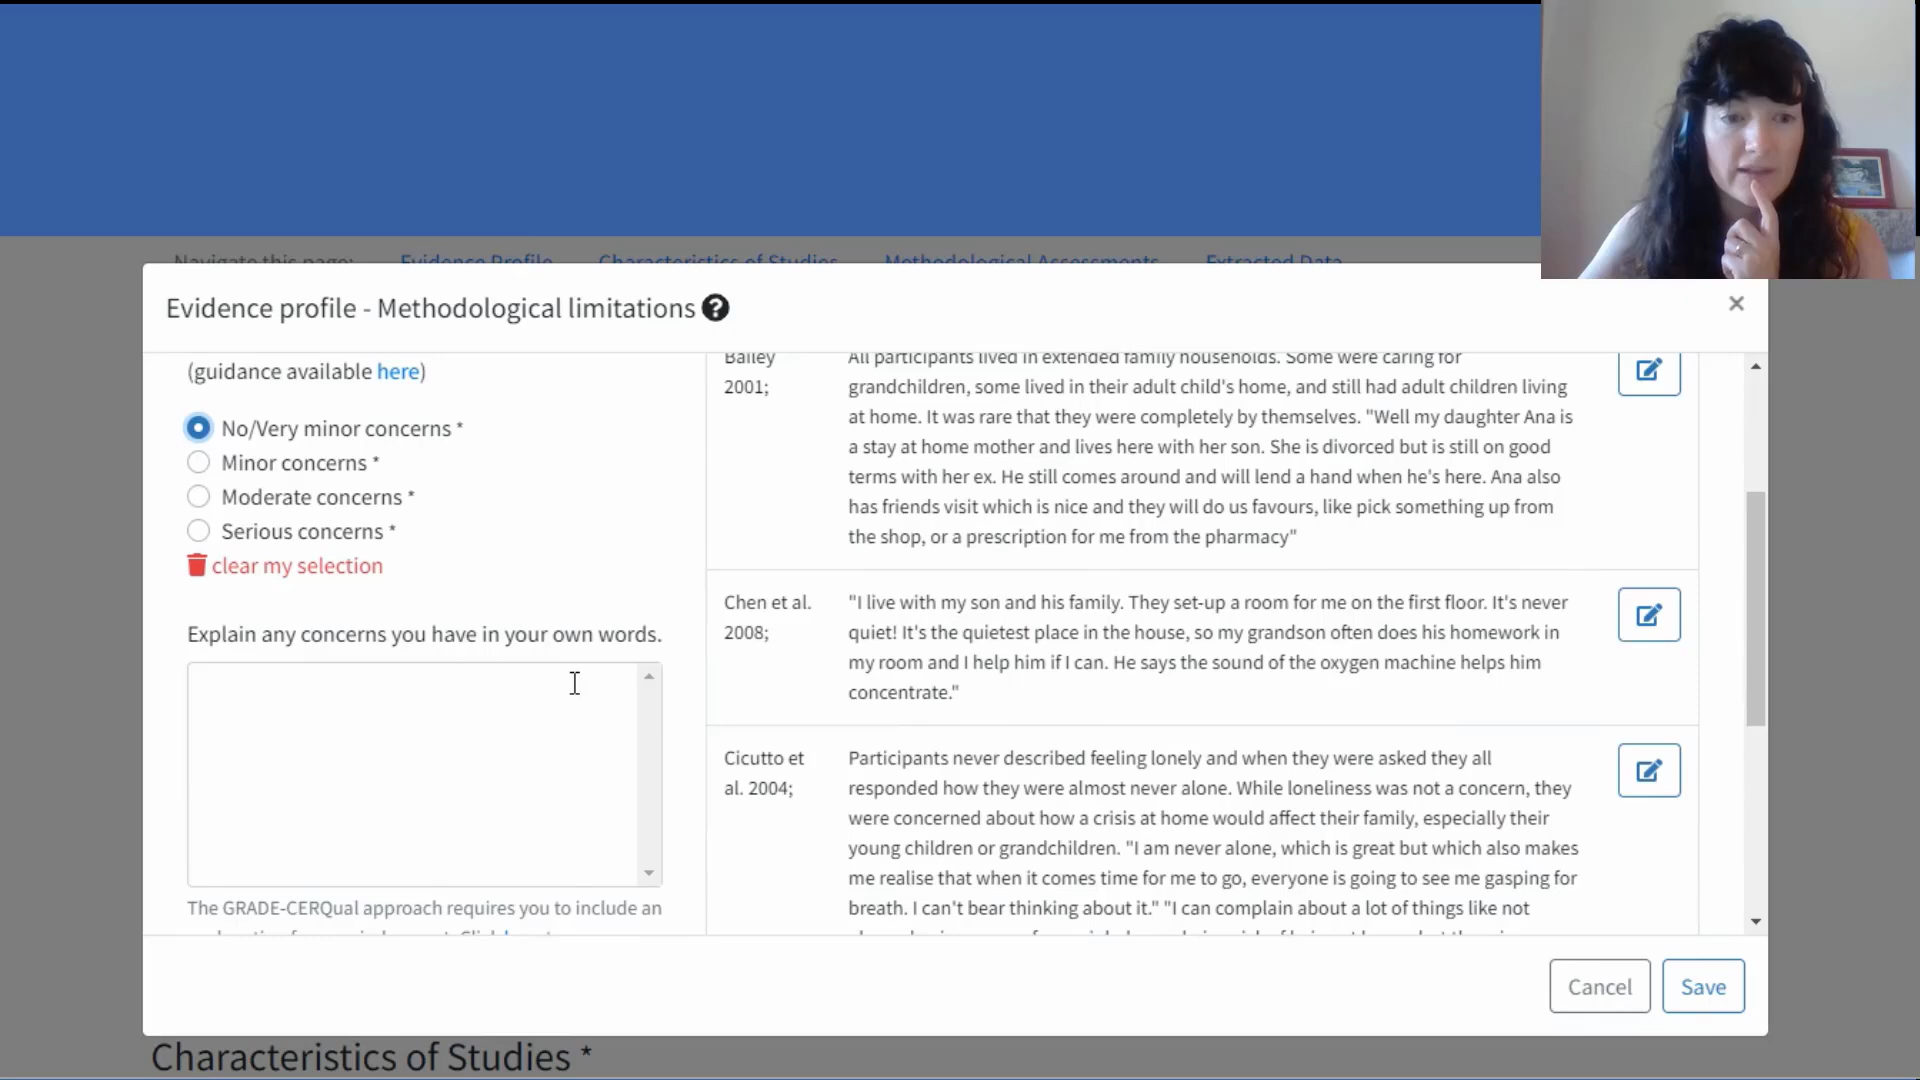 Navigate this page: Evidence Profile Characteristics of Studies Methodological Assessments Extracted Data
Evidence profile - Methodological limitations ?
×
(guidance available here)
No/Very minor concerns *
Minor concerns *
Moderate concerns *
Serious concerns *
clear my selection
Explain any concerns you have in your own words.
The GRADE-CERQual approach requires you to include an
Bailey
2001;
All participants lived in extended family households. Some were caring for
grandchildren, some lived in their adult child's home, and still had adult children living
at home. It was rare that they were completely by themselves. "Well my daughter Ana is
a stay at home mother and lives here with her son. She is divorced but is still on good
terms with her ex. He still comes around and will lend a hand when he's here. Ana also
has friends visit which is nice and they will do us favours, like pick something up from
the shop, or a prescription for me from the pharmacy"
Chen et al.
2008;
"I live with my son and his family. They set-up a room for me on the first floor. It's never
quiet! It's the quietest place in the house, so my grandson often does his homework in
my room and I help him if I can. He says the sound of the oxygen machine helps him
concentrate."
Cicutto et
al. 2004;
Participants never described feeling lonely and when they were asked they all
responded how they were almost never alone. While loneliness was not a concern, they
were concerned about how a crisis at home would affect their family, especially their
young children or grandchildren. "I am never alone, which is great but which also makes
me realise that when it comes time for me to go, everyone is going to see me gasping for
breath. I can't bear thinking about it." "I can complain about a lot of things like not
Cancel
Save
Characteristics of Studies *